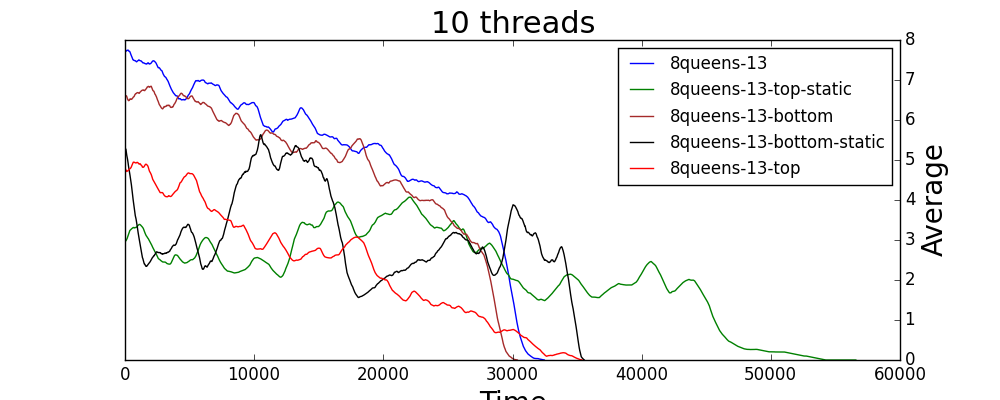 10 threads
8queens-13
8queens-13-top-static
8queens-13-bottom
8queens-13-bottom-static
8queens-13-top
8
7
6
5
4
3
2
1
0
Average
0 10000 20000 30000 40000 50000 60000
Time